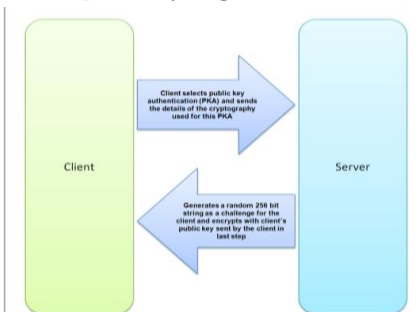 Client selects public key
authentication (PKA) and sends
the details of the cryptography
used for this PKA
Client
Server
Generates a random 256 bit
string as a challenge for the
client and encrypts with client's
public key sent by the client in
last step